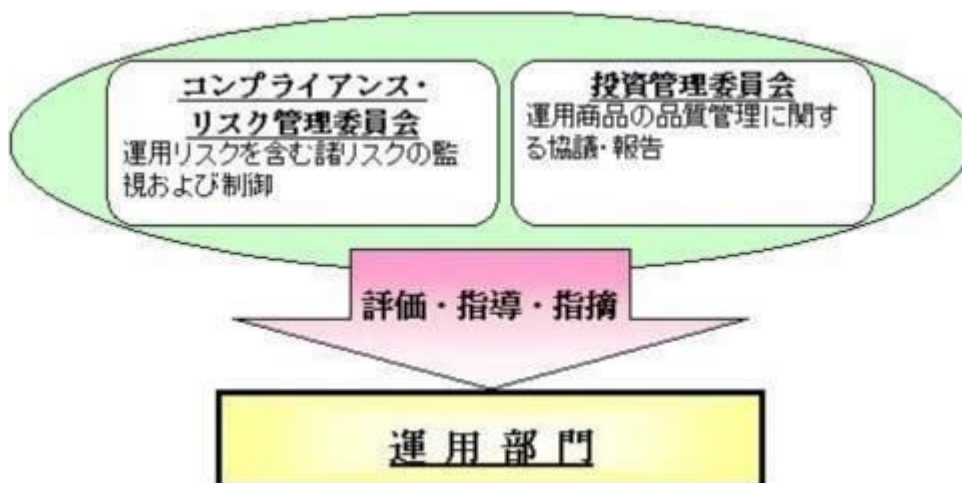 コンプライアンス・
リスク管理委員会
運用リスクを含む諸リスクの監
視および制御
投資管理委員会
運用商品の品質管理に関す
る協議・報告
評価・指導・指摘
運用部門